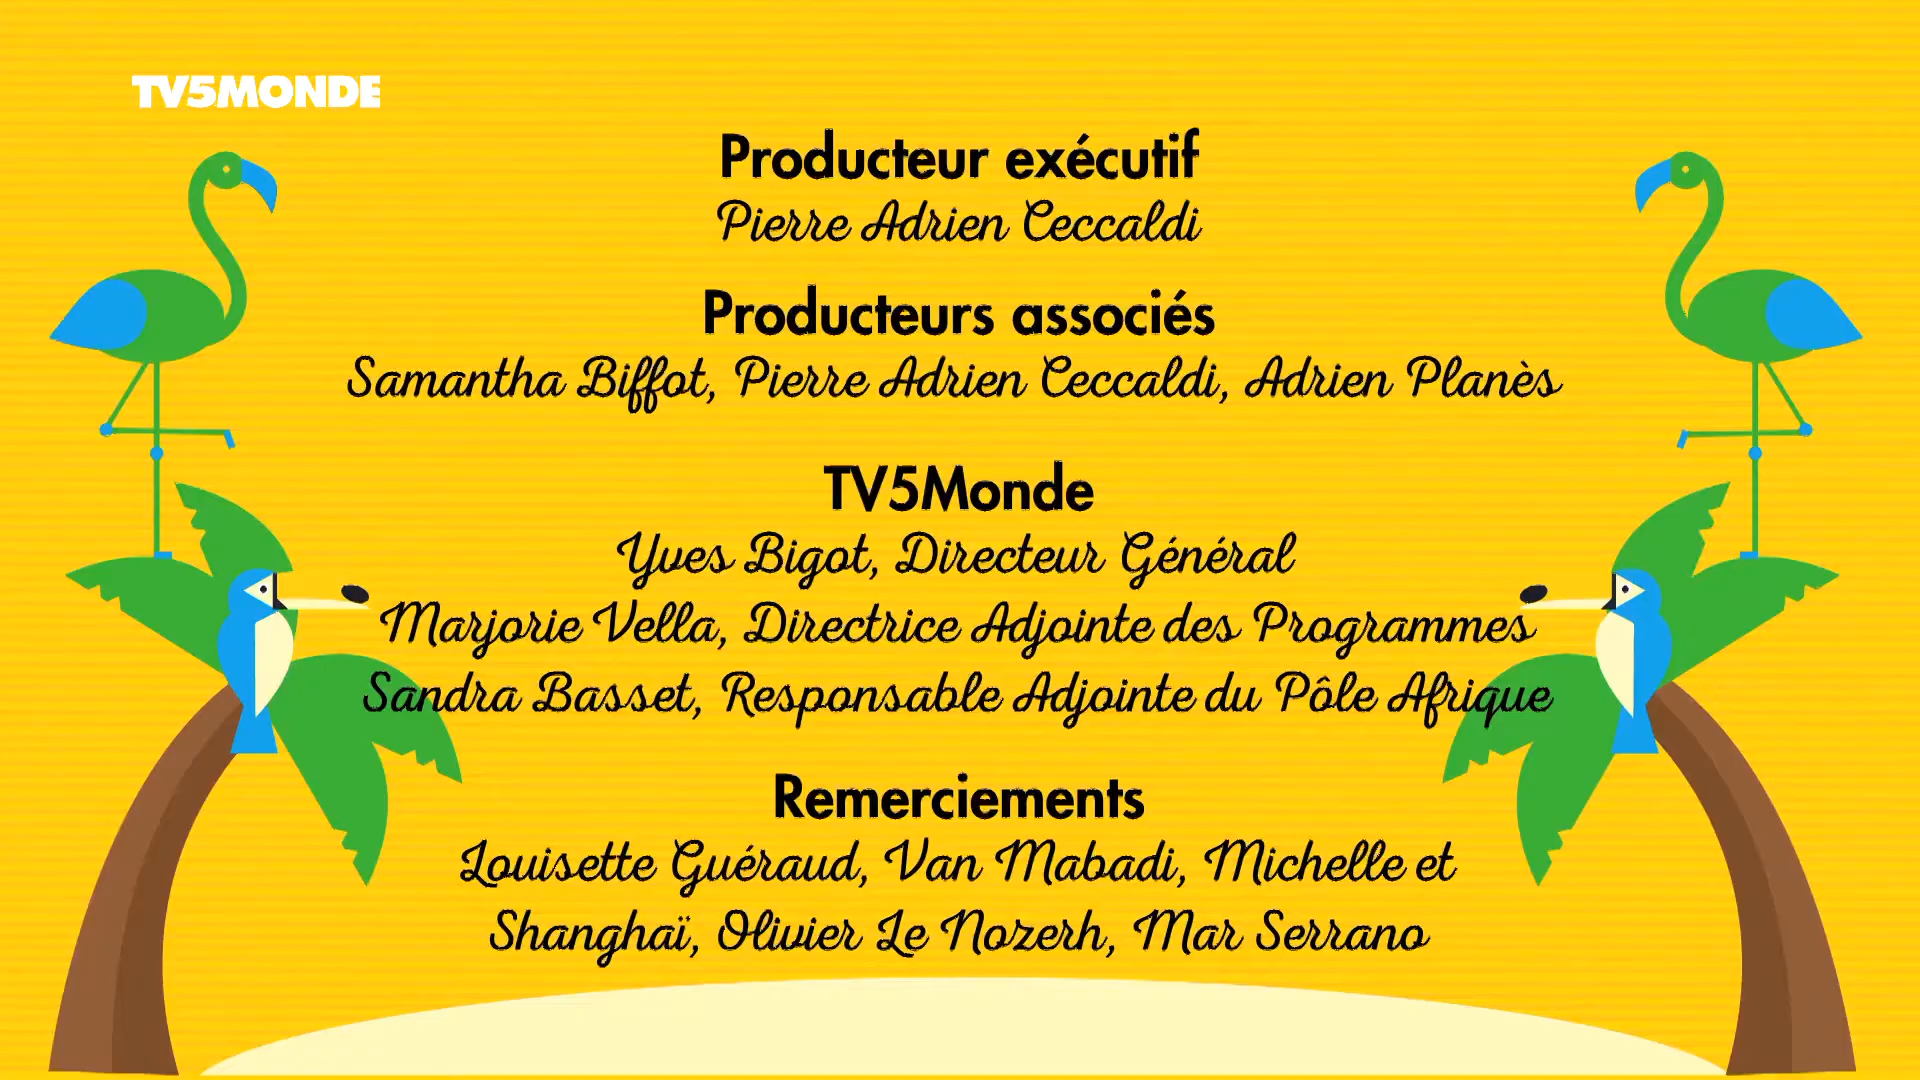 TV5MONDE
Producteur exécutif
Pierre Adrien Ceccaldi
Producteurs associés
Samantha Biffot, Pierre Adrien Ceccaldi, Adrien Planès
TV5Monde
Yves Bigot, Directeur Général
Marjorie Vella, Directrice Adjointe des Programmes
Sandra Basset, Responsable Adjointe du Pôle Afrique
Remerciements
Louisette Guéraud, Van Mabadi, Michelle et
Shanghaï, Olivier Le Nozerh, Mar Serrano